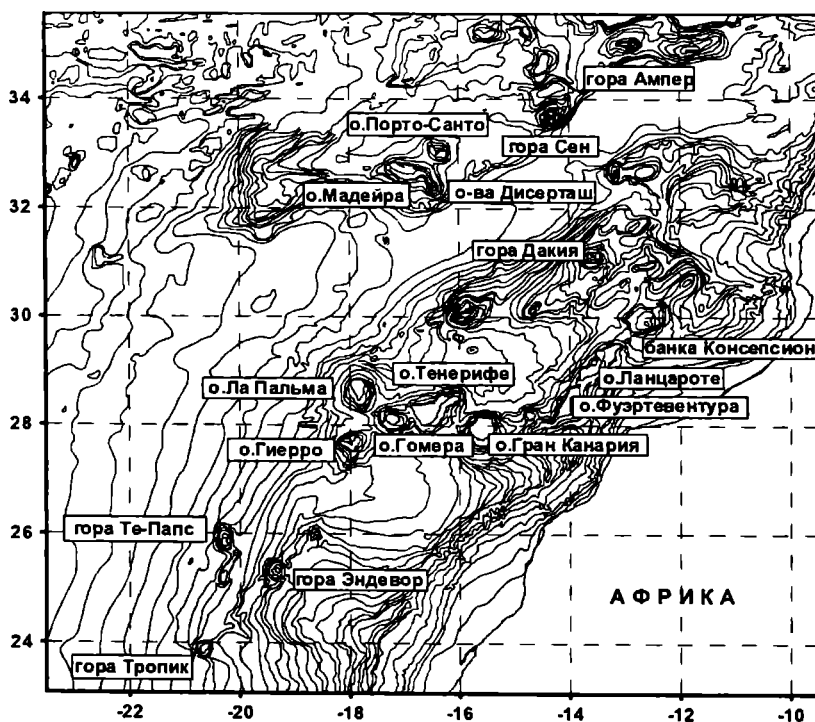 гора Ампер
34
о.Порто-Санто
гора Сен
о.Мадейра
о-ва Дисерташ
32
гора Дакия
30
банка Консепсион
о.Тенерифе
о.Ланцароте
о.Ла Пальма
о.Фуэртевентура
28
о.Гиерро
о.Гомера
о.Гран Канария
26
гора Те-Папс
гора Эндевор
АФРИКА
24
гора Тропик
-22 -20 -18 -16 -14 -12 -10